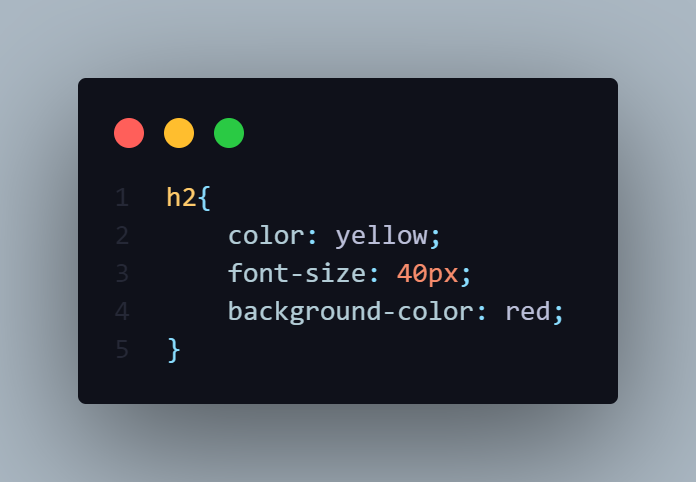 1 h2{
2 color: yellow;
3 font-size: 40px;
4 background-color: red;
5 }